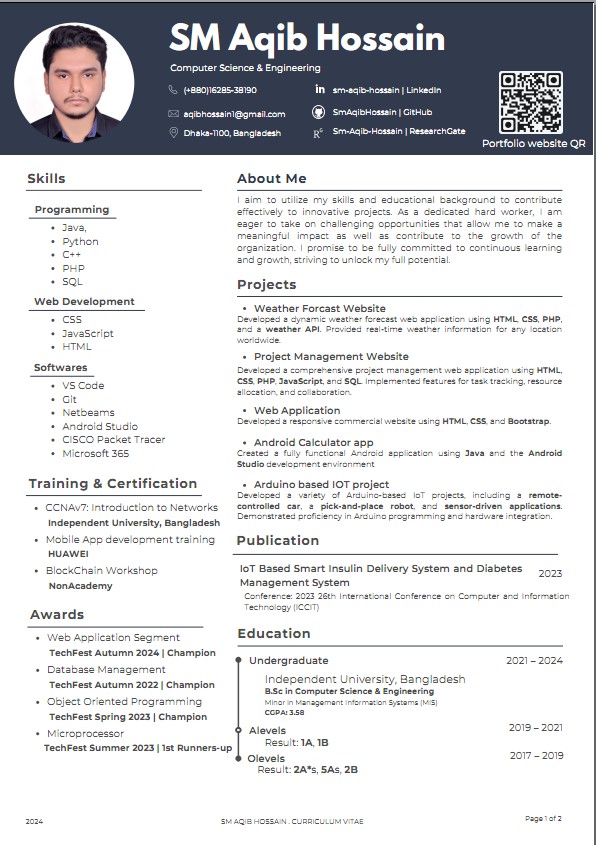 SM Aqib Hossain
Computer Science & Engineering
(+880)16285-38190
aqibhossain1@gmail.com
Dhaka-1100, Bangladesh
in sm-aqib-hossain | LinkedIn
SmAqibHossain | GitHub
R⁶ Sm-Aqib-Hossain | ResearchGate
Portfolio website QR
Skills
Programming
• Java,
• Python
• C++
• PHP
• SQL
Web Development
• CSS
• JavaScript
• HTML
Softwares
• VS Code
• Git
• Netbeams
• Android Studio
• CISCO Packet Tracer
• Microsoft 365
Training & Certification
• CCNAv7: Introduction to Networks
Independent University, Bangladesh
• Mobile App development training
HUAWEI
• BlockChain Workshop
NonAcademy
Awards
• Web Application Segment
TechFest Autumn 2024 | Champion
• Database Management
TechFest Autumn 2022 | Champion
• Object Oriented Programming
TechFest Spring 2023 | Champion
• Microprocessor
TechFest Summer 2023 | 1st Runners-up
About Me
I aim to utilize my skills and educational background to contribute
effectively to innovative projects. As a dedicated hard worker, I am
eager to take on challenging opportunities that allow me to make a
meaningful impact as well as contribute to the growth of the
organization. I promise to be fully committed to continuous learning
and growth, striving to unlock my full potential.
Projects
• Weather Forcast Website
Developed a dynamic weather forecast web application using HTML, CSS, PHP,
and a weather API. Provided real-time weather information for any location
worldwide.
• Project Management Website
Developed a comprehensive project management web application using HTML,
CSS, PHP, JavaScript, and SQL. Implemented features for task tracking, resource
allocation, and collaboration.
• Web Application
Developed a responsive commercial website using HTML, CSS, and Bootstrap.
• Android Calculator app
Created a fully functional Android application using Java and the Android
Studio development environment
• Arduino based IOT project
Developed a variety of Arduino-based IoT projects, including a remote-
controlled car, a pick-and-place robot, and sensor-driven applications.
Demonstrated proficiency in Arduino programming and hardware integration.
Publication
IoT Based Smart Insulin Delivery System and Diabetes
Management System
2023
Conference: 2023 26th International Conference on Computer and Information
Technology (ICCIT)
Education
Undergraduate 2021 – 2024
Independent University, Bangladesh
B.Sc in Computer Science & Engineering
Minor in Management Information Systems (MIS)
CGPA: 3.58
Alevels 2019 – 2021
Result: 1A, 1B
Olevels 2017 – 2019
Result: 2A*s, 5As, 2B
2024
SM AQIB HOSSAIN . CURRICULUM VITAE
Page 1 of 2